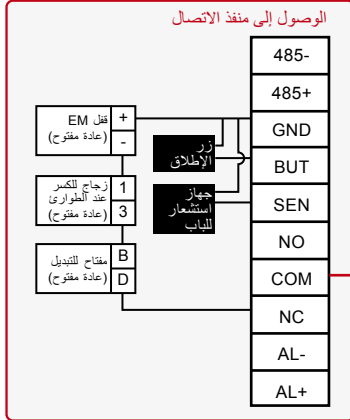 الوصول إلى منفذ الاتصال
485-
485+
GND
BUT
SEN
NO
COM
NC
AL-
AL+
زر
الإطلاق
جهاز
استشعار
للباب
قفل EM
(عادة مفتوح)
+
-
زجاج للكسر
عند الطوارئ
(عادة مفتوح)
1
3
مفتاح للتبديل
(عادة مفتوح)
B
D